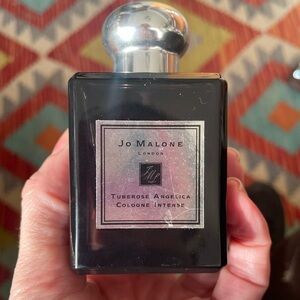 JO MALONE
LONDON
TUBEROSE ANGELICA
COLOGNE INTENSE